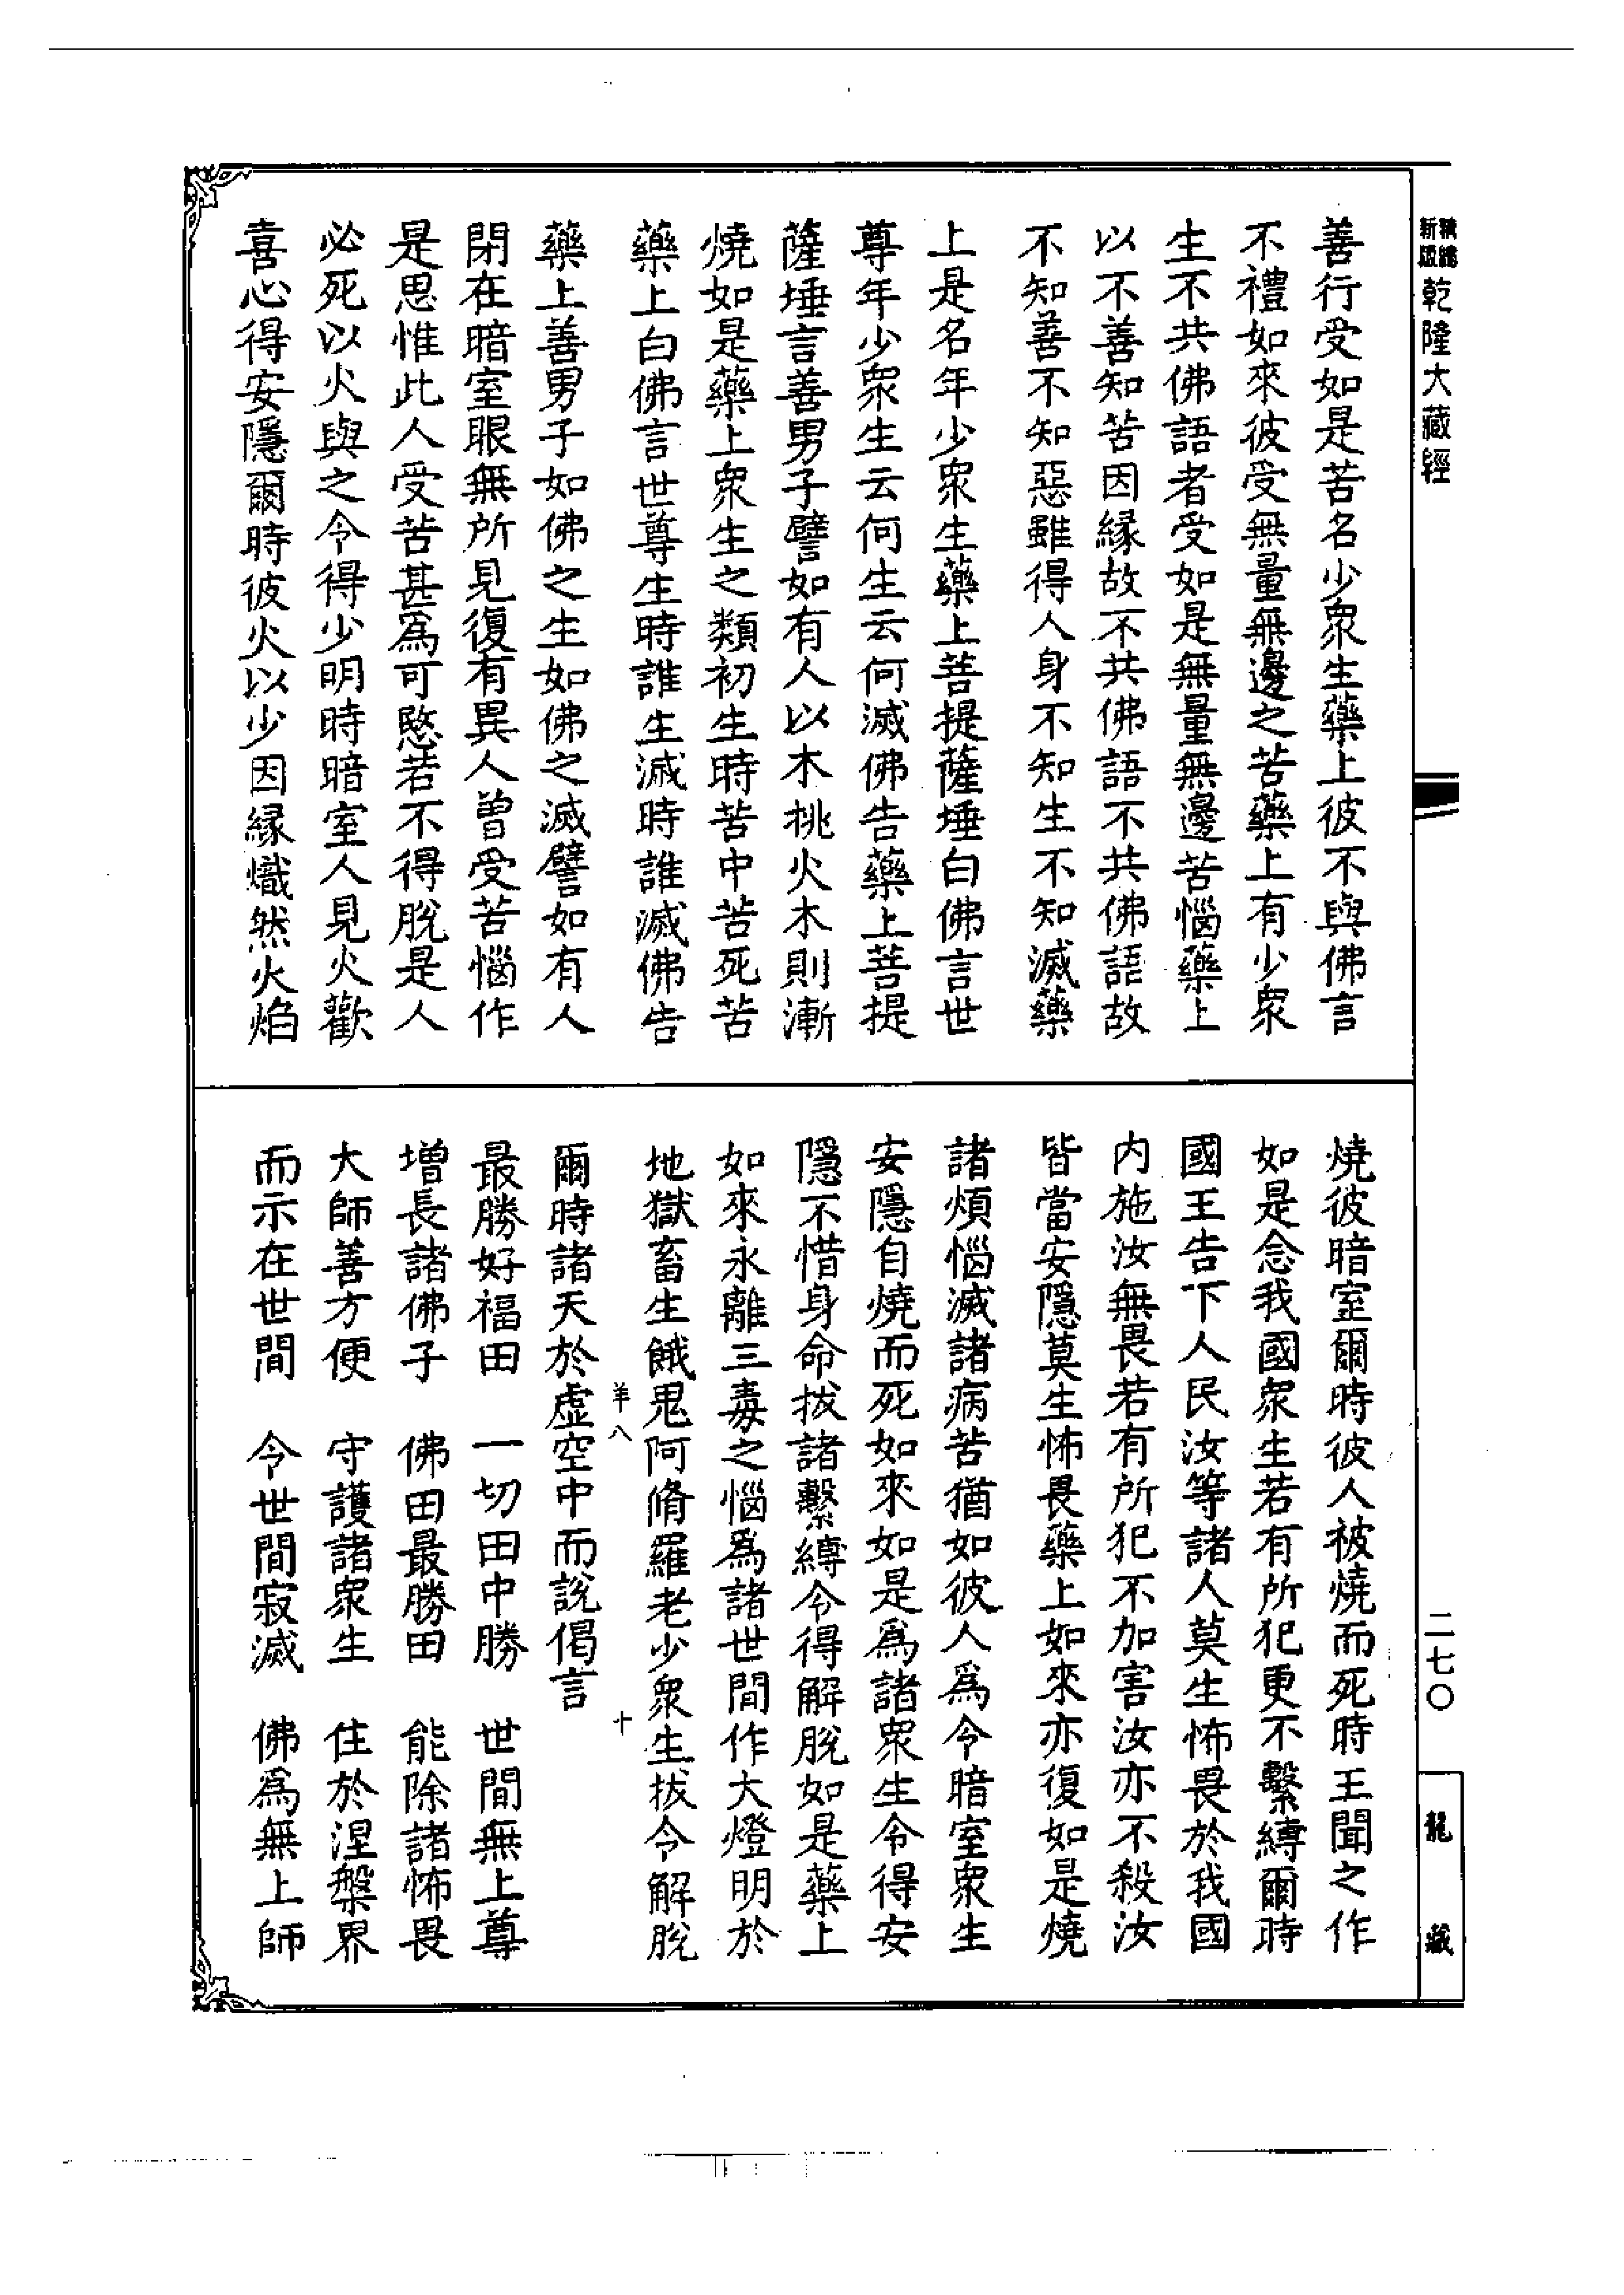 新版精縮乾隆大藏經
善行受如是苦名少衆生藥上彼不與佛言
不禮如來彼受無量無邊之苦藥上有少衆
生不共佛語者受如是無量無邊苦惱藥上
以不善知苦因緣故不共佛語不共佛語故
不知善不知惡雖得人身不知生不知滅藥
上是名年少衆生藥上菩提薩埵白佛言世
尊年少衆生云何生云何滅佛告藥上菩提
薩埵言善男子譬如有人以木挑火木則漸
燒如是藥上衆生之類初生時苦中苦死苦
藥上白佛言世尊生時誰生滅時誰滅佛告
藥上善男子如佛之生如佛之滅譬如有人
閉在暗室眼無所見復有異人曾受苦惱作
是思惟此人受苦甚爲可愍若不得脫是人
必死以火與之令得少明時暗室人見火歡
喜心得安隱爾時彼火以少因緣熾然火焰
燒彼暗室爾時彼人被燒而死時王聞之作
如是念我國衆生若有所犯更不繫縛爾時
國王告下人民汝等諸人莫生怖畏於我國
内施汝無畏若有所犯不加害汝亦不殺汝
皆當安隱莫生怖畏藥上如來亦復如是燒
諸煩惱滅諸病苦猶如彼人爲令暗室衆生
安隱自燒而死如來如是爲諸衆生令得安
隱不惜身命拔諸繫縛令得解脫如是藥上
如來永離三毒之惱爲諸世間作大燈明於
地獄畜生餓鬼阿脩羅老少衆生拔令解脫
羊八 十
爾時諸天於虛空中而說偈言
最勝好福田 一切田中勝 世間無上尊
增長諸佛子 佛田最勝田 能除諸怖畏
大師善方便 守護諸衆生 住於涅槃界
而示在世間 令世間寂滅 佛爲無上師
二七〇
龍藏